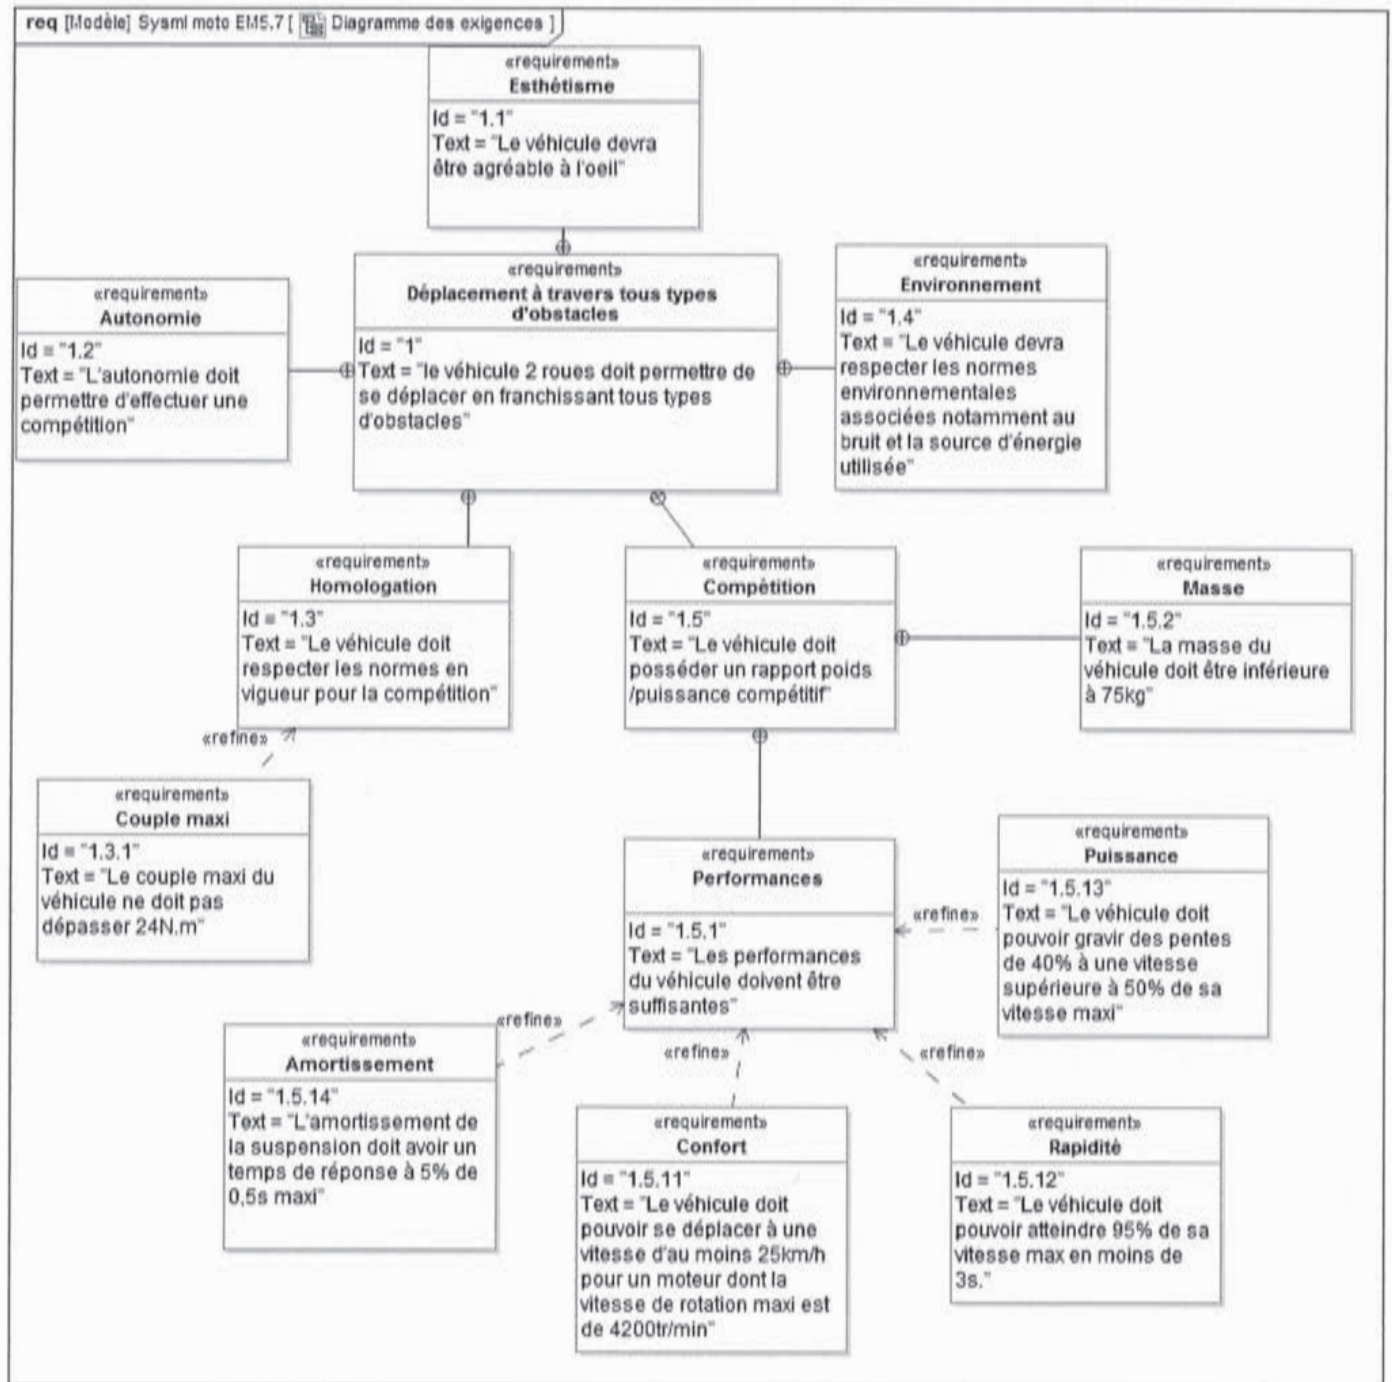 req [Modèle] Sysml moto EM5.7 [ Diagramme des exigences ]
«requirement»
Esthétisme
Id = "1.1"
Text = "Le véhicule devra
être agréable à l'oeil"
«requirement»
Autonomie
Id = "1.2"
Text = "L'autonomie doit
permettre d'effectuer une
compétition"
«requirement»
Déplacement à travers tous types
d'obstacles
Id = "1"
Text = "le véhicule 2 roues doit permettre de
se déplacer en franchissant tous types
d'obstacles"
«requirement»
Environnement
Id = "1.4"
Text = "Le véhicule devra
respecter les normes
environnementales
associées notamment au
bruit et la source d'énergie
utilisée"
«requirement»
Homologation
Id = "1.3"
Text = "Le véhicule doit
respecter les normes en
vigueur pour la compétition"
«requirement»
Compétition
Id = "1.5"
Text = "Le véhicule doit
posséder un rapport poids
/puissance compétitif"
«requirement»
Masse
Id = "1.5.2"
Text = "La masse du
véhicule doit être inférieure
à 75kg"
«refine»
«requirement»
Couple maxi
Id = "1.3.1"
Text = "Le couple maxi du
véhicule ne doit pas
dépasser 24N.m"
«requirement»
Performances
Id = "1.5.1"
Text = "Les performances
du véhicule doivent être
suffisantes"
«refine»
«requirement»
Puissance
Id = "1.5.13"
Text = "Le véhicule doit
pouvoir gravir des pentes
de 40% à une vitesse
supérieure à 50% de sa
vitesse maxi"
«refine»
«refine»
«refine»
«requirement»
Amortissement
Id = "1.5.14"
Text = "L'amortissement de
la suspension doit avoir un
temps de réponse à 5% de
0,5s maxi"
«requirement»
Confort
Id = "1.5.11"
Text = "Le véhicule doit
pouvoir se déplacer à une
vitesse d'au moins 25km/h
pour un moteur dont la
vitesse de rotation maxi est
de 4200tr/min"
«requirement»
Rapidité
Id = "1.5.12"
Text = "Le véhicule doit
pouvoir atteindre 95% de sa
vitesse max en moins de
3s."